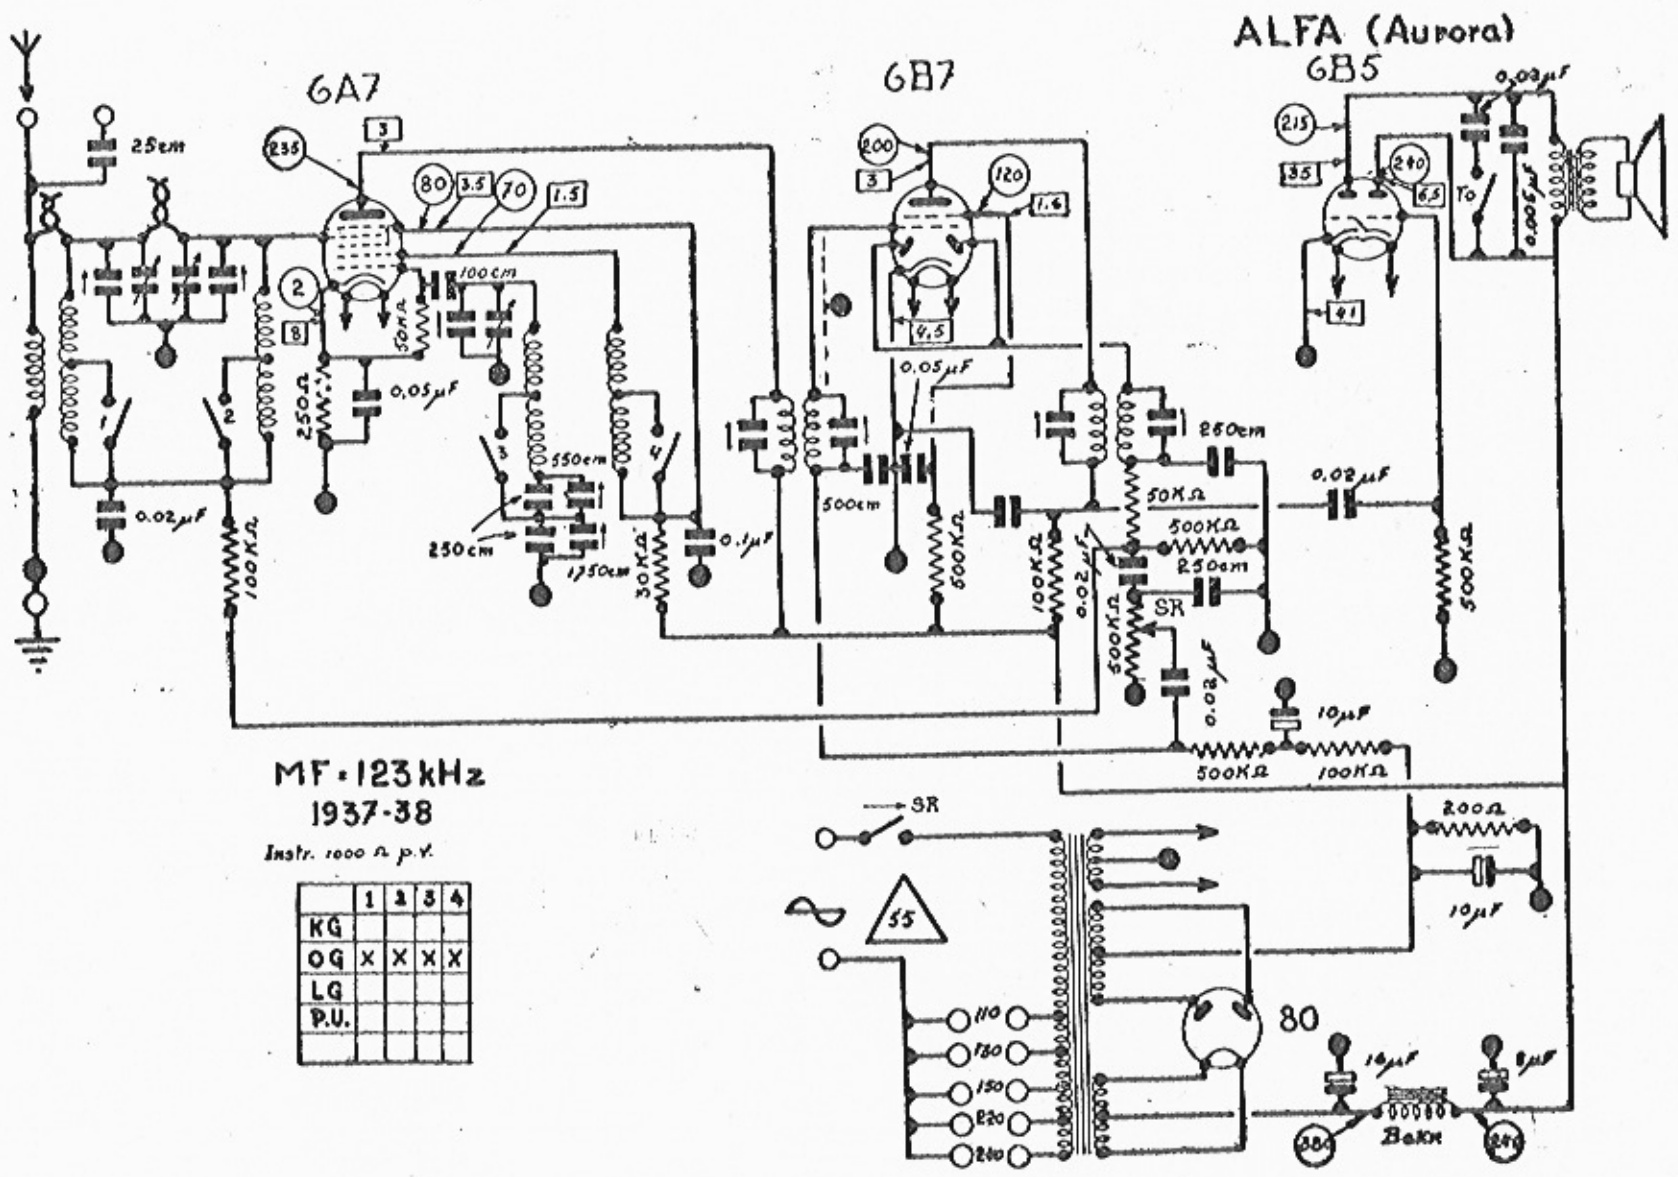 ALFA (Aurora)
6A7
6B7
6B5
25cm
235
3
80
3.5
70
1.5
200
3
120
1.6
215
35
240
6,5
0,03µF
To
0.005µF
2
8
100cm
50KΩ
250Ω
0,05µF
4,5
0.05µF
41
1
2
3
4
550cm
250cm
1750cm
0.02µF
100KΩ
30KΩ
0.1µF
500cm
500KΩ
100KΩ
0.02µF
250cm
50KΩ
500KΩ
250cm
SR
500KΩ
0.02µF
0.02µF
500KΩ
10µF
500KΩ
100KΩ
MF = 123 kHz
1937-38
Instr. 1000 Ω p.V.
1 2 3 4
KG
OG x x x x
LG
P.U.
SR
55
200Ω
10µF
80
110
130
150
220
240
16µF
8µF
380
240